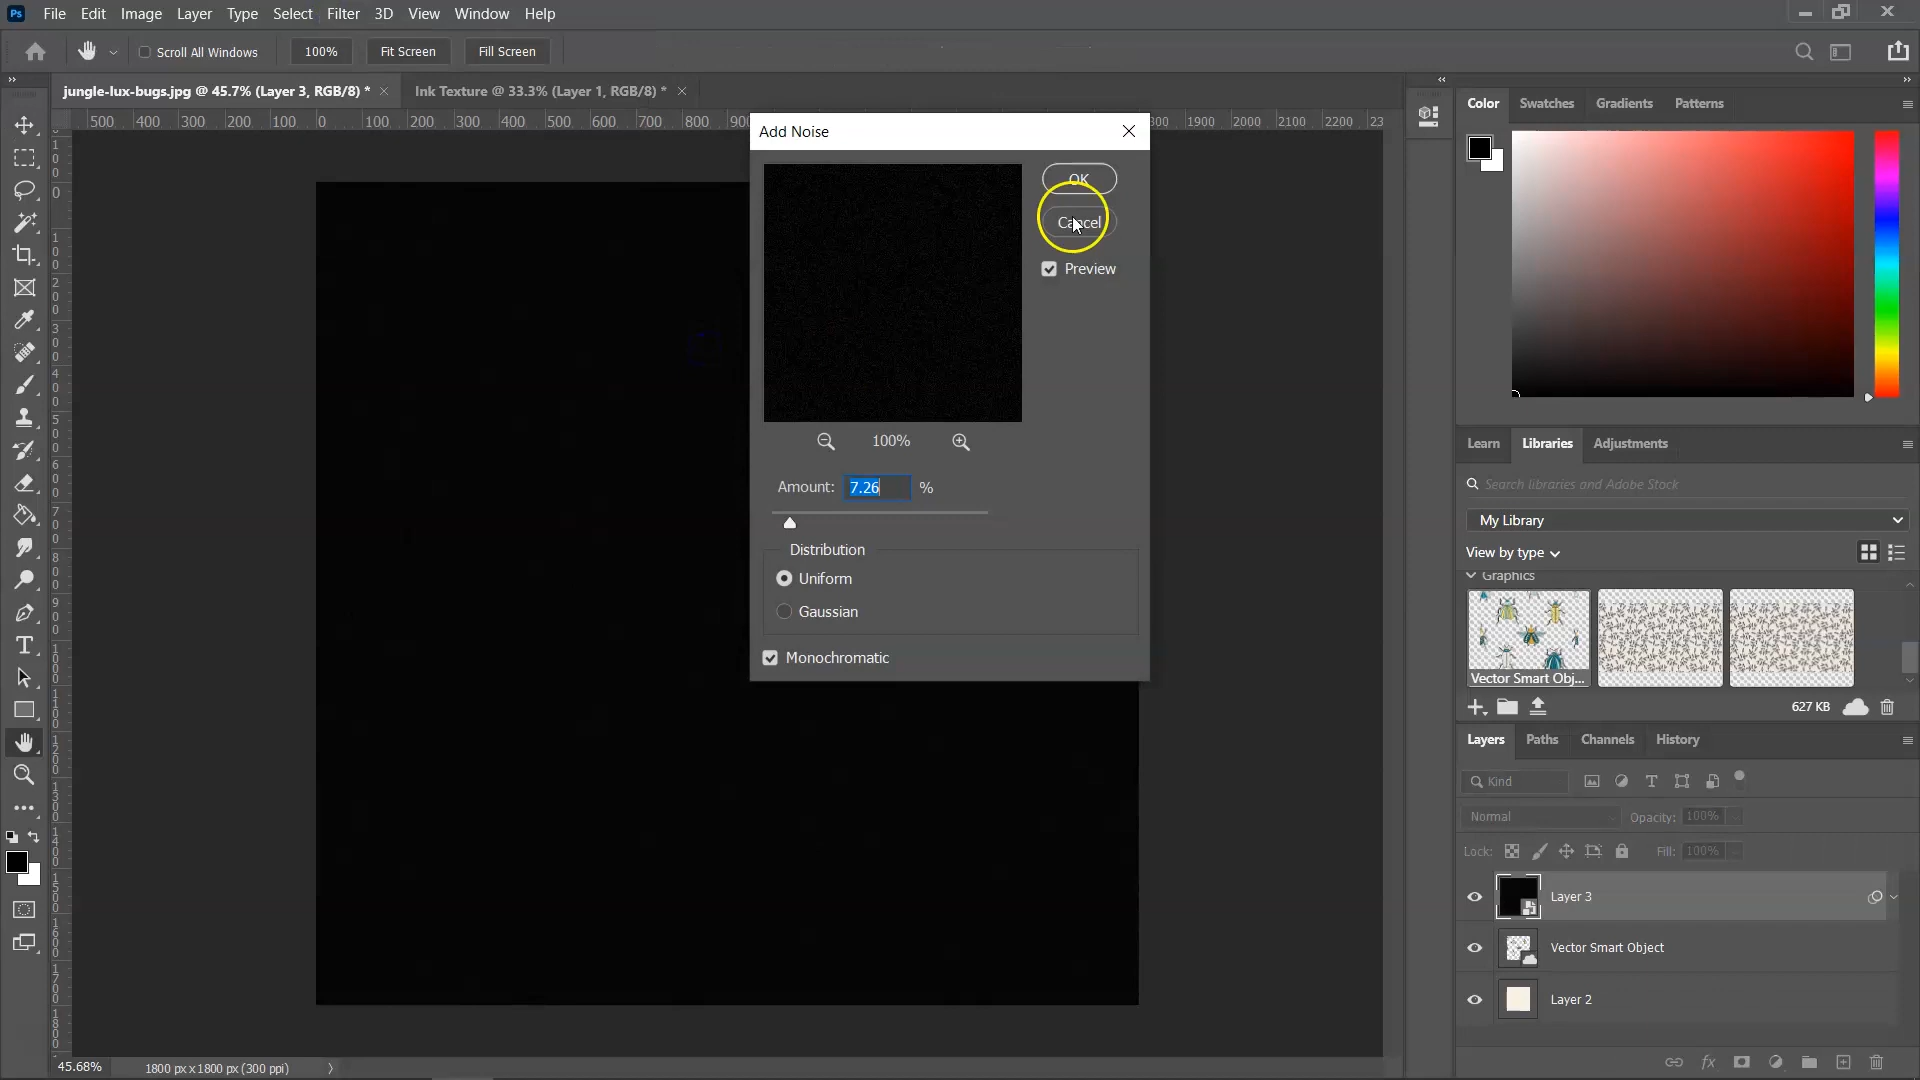 Ps File Edit Image Layer Type Select Filter 3D View Window Help
Scroll All Windows 100% Fit Screen Fill Screen
jungle-lux-bugs.jpg @ 45.7% (Layer 3, RGB/8) * Ink Texture @ 33.3% (Layer 1, RGB/8) *
500 400 300 200 100 0 100 200 300 400 500 600 700 800 1900 2000 2100 2200 23
Add Noise
OK
Cancel
Preview
100%
Amount: 7.26 %
Distribution
Uniform
Gaussian
Monochromatic
Color Swatches Gradients Patterns
Learn Libraries Adjustments
Search libraries and Adobe Stock
My Library
View by type
Graphics
Vector Smart Obj...
627 KB
Layers Paths Channels History
Kind
Normal Opacity: 100%
Lock: Fill: 100%
Layer 3
Vector Smart Object
Layer 2
fx
45.68% 1800 px x 1800 px (300 ppi)